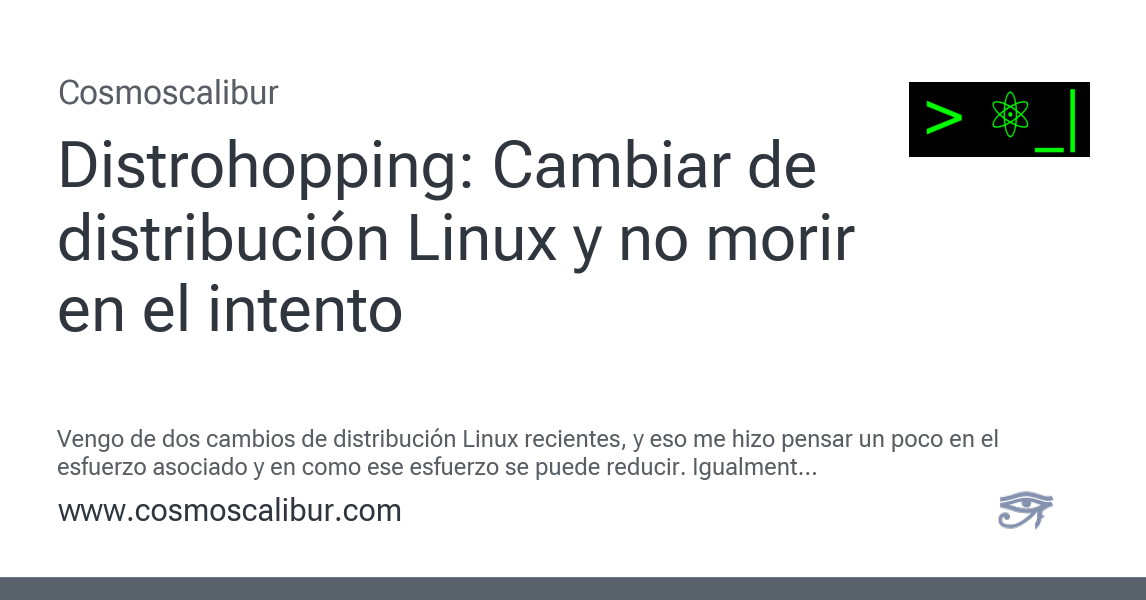 Cosmoscalibur
> ⚛ _|
Distrohopping: Cambiar de
distribución Linux y no morir
en el intento
Vengo de dos cambios de distribución Linux recientes, y eso me hizo pensar un poco en el
esfuerzo asociado y en como ese esfuerzo se puede reducir. Igualment...
www.cosmoscalibur.com